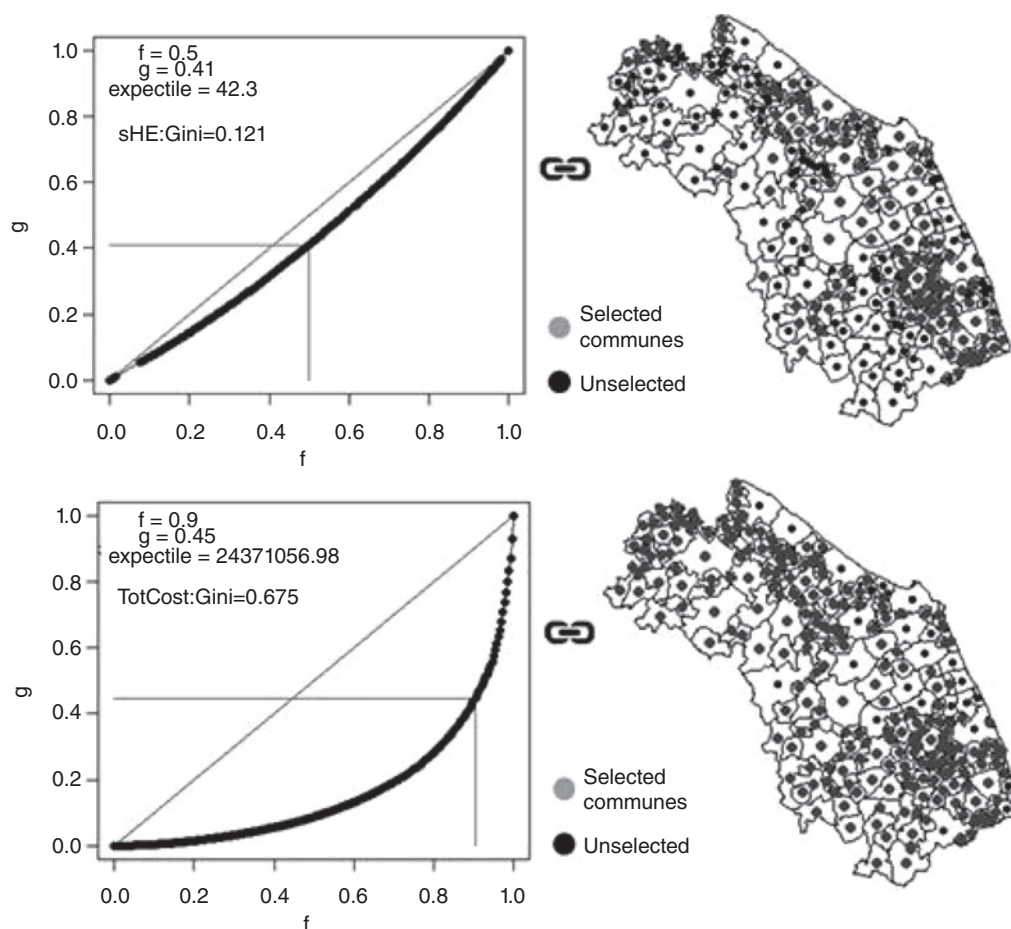 f = 0.5
g = 0.41
expectile = 42.3
sHE:Gini=0.121
1.0
0.8
0.6
0.4
0.2
0.0
g
0.0 0.2 0.4 0.6 0.8 1.0
f
Selected
communes
Unselected
f = 0.9
g = 0.45
expectile = 24371056.98
TotCost:Gini=0.675
1.0
0.8
0.6
0.4
0.2
0.0
g
0.0 0.2 0.4 0.6 0.8 1.0
f
Selected
communes
Unselected